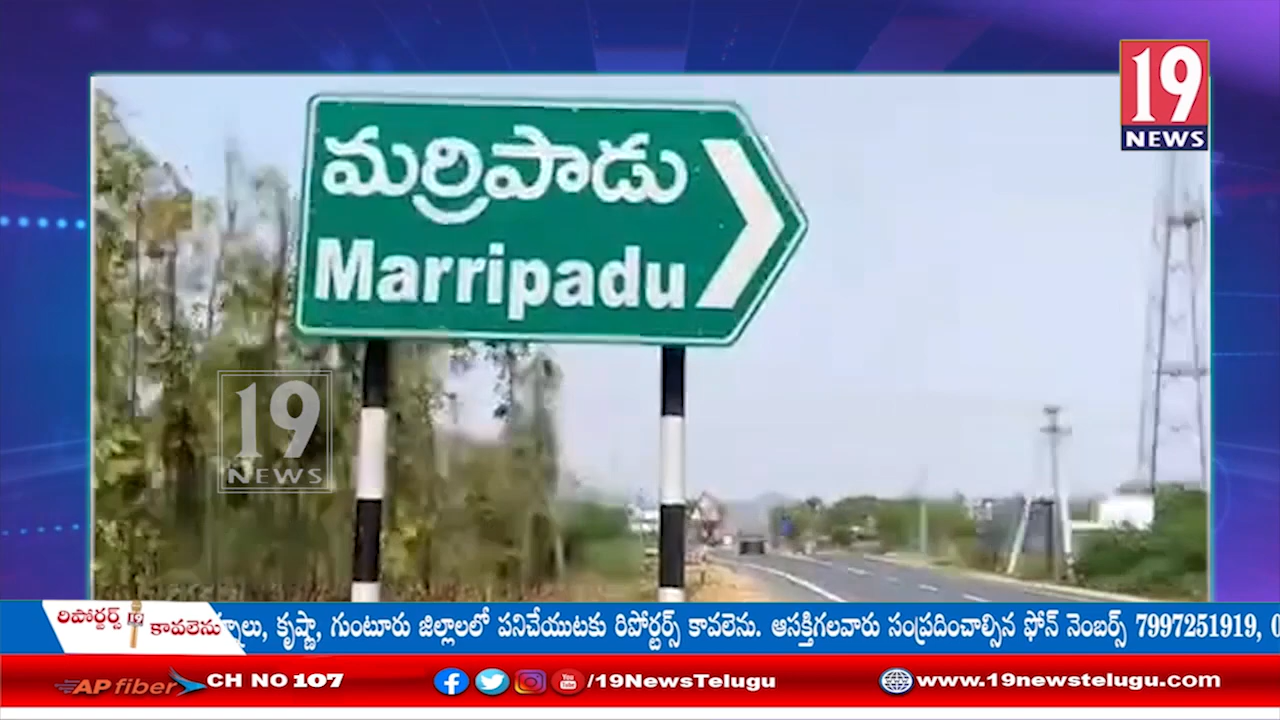 19
NEWS
మర్రిపాడు
Marripadu
19
NEWS
రిపోర్టర్స్ 19 కావలెను
కృష్ణా, గుంటూరు జిల్లాలలో పనిచేయుటకు రిపోర్టర్స్ కావలెను. ఆసక్తిగలవారు సంప్రదించాల్సిన ఫోన్ నెంబర్స్ 7997251919,
AP fiber CH NO 107
/19NewsTelugu
www.19newstelugu.com